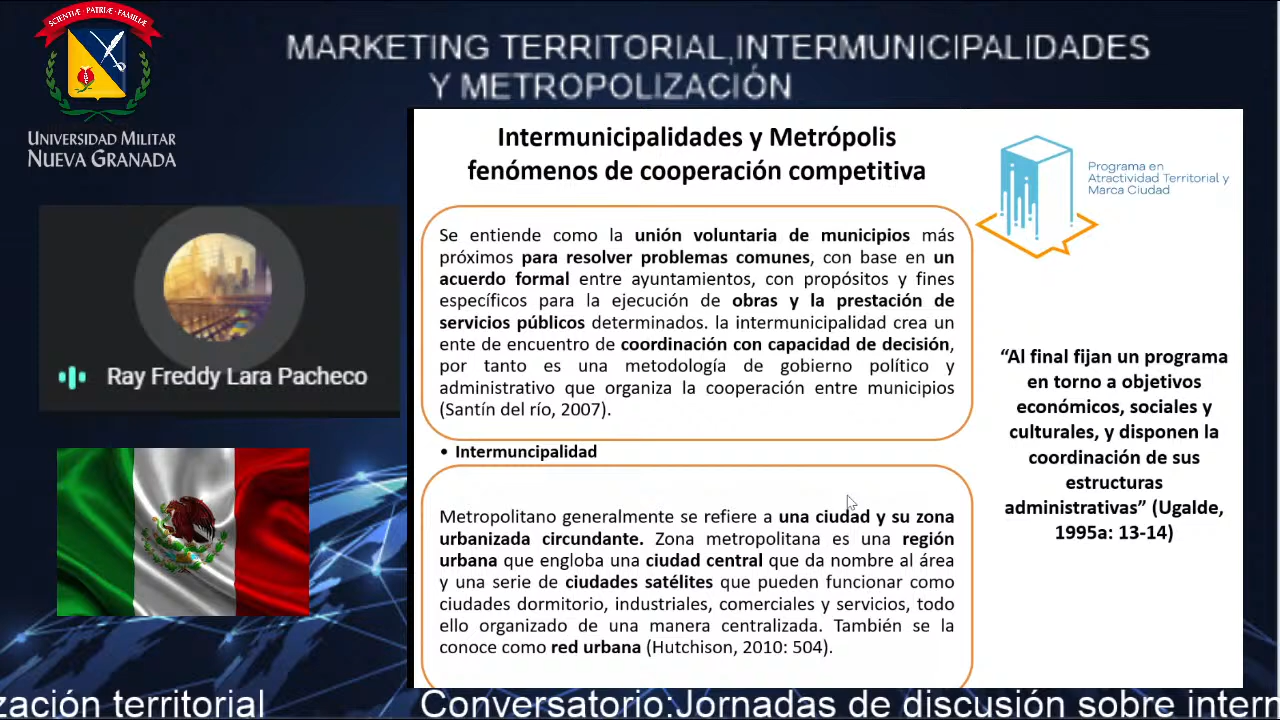 SCIENTIÆ - PATRIÆ - FAMILIÆ
UNIVERSIDAD MILITAR
NUEVA GRANADA
MARKETING TERRITORIAL,INTERMUNICIPALIDADES
Y METROPOLIZACIÓN
Ray Freddy Lara Pacheco
Intermunicipalidades y Metrópolis
fenómenos de cooperación competitiva
Programa en
Atractividad Territorial y
Marca Ciudad
Se entiende como la unión voluntaria de municipios más
próximos para resolver problemas comunes, con base en un
acuerdo formal entre ayuntamientos, con propósitos y fines
específicos para la ejecución de obras y la prestación de
servicios públicos determinados. la intermunicipalidad crea un
ente de encuentro de coordinación con capacidad de decisión,
por tanto es una metodología de gobierno político y
administrativo que organiza la cooperación entre municipios
(Santín del río, 2007).
• Intermuncipalidad
Metropolitano generalmente se refiere a una ciudad y su zona
urbanizada circundante. Zona metropolitana es una región
urbana que engloba una ciudad central que da nombre al área
y una serie de ciudades satélites que pueden funcionar como
ciudades dormitorio, industriales, comerciales y servicios, todo
ello organizado de una manera centralizada. También se la
conoce como red urbana (Hutchison, 2010: 504).
“Al final fijan un programa
en torno a objetivos
económicos, sociales y
culturales, y disponen la
coordinación de sus
estructuras
administrativas” (Ugalde,
1995a: 13-14)
zación territorial Conversatorio:Jornadas de discusión sobre intern